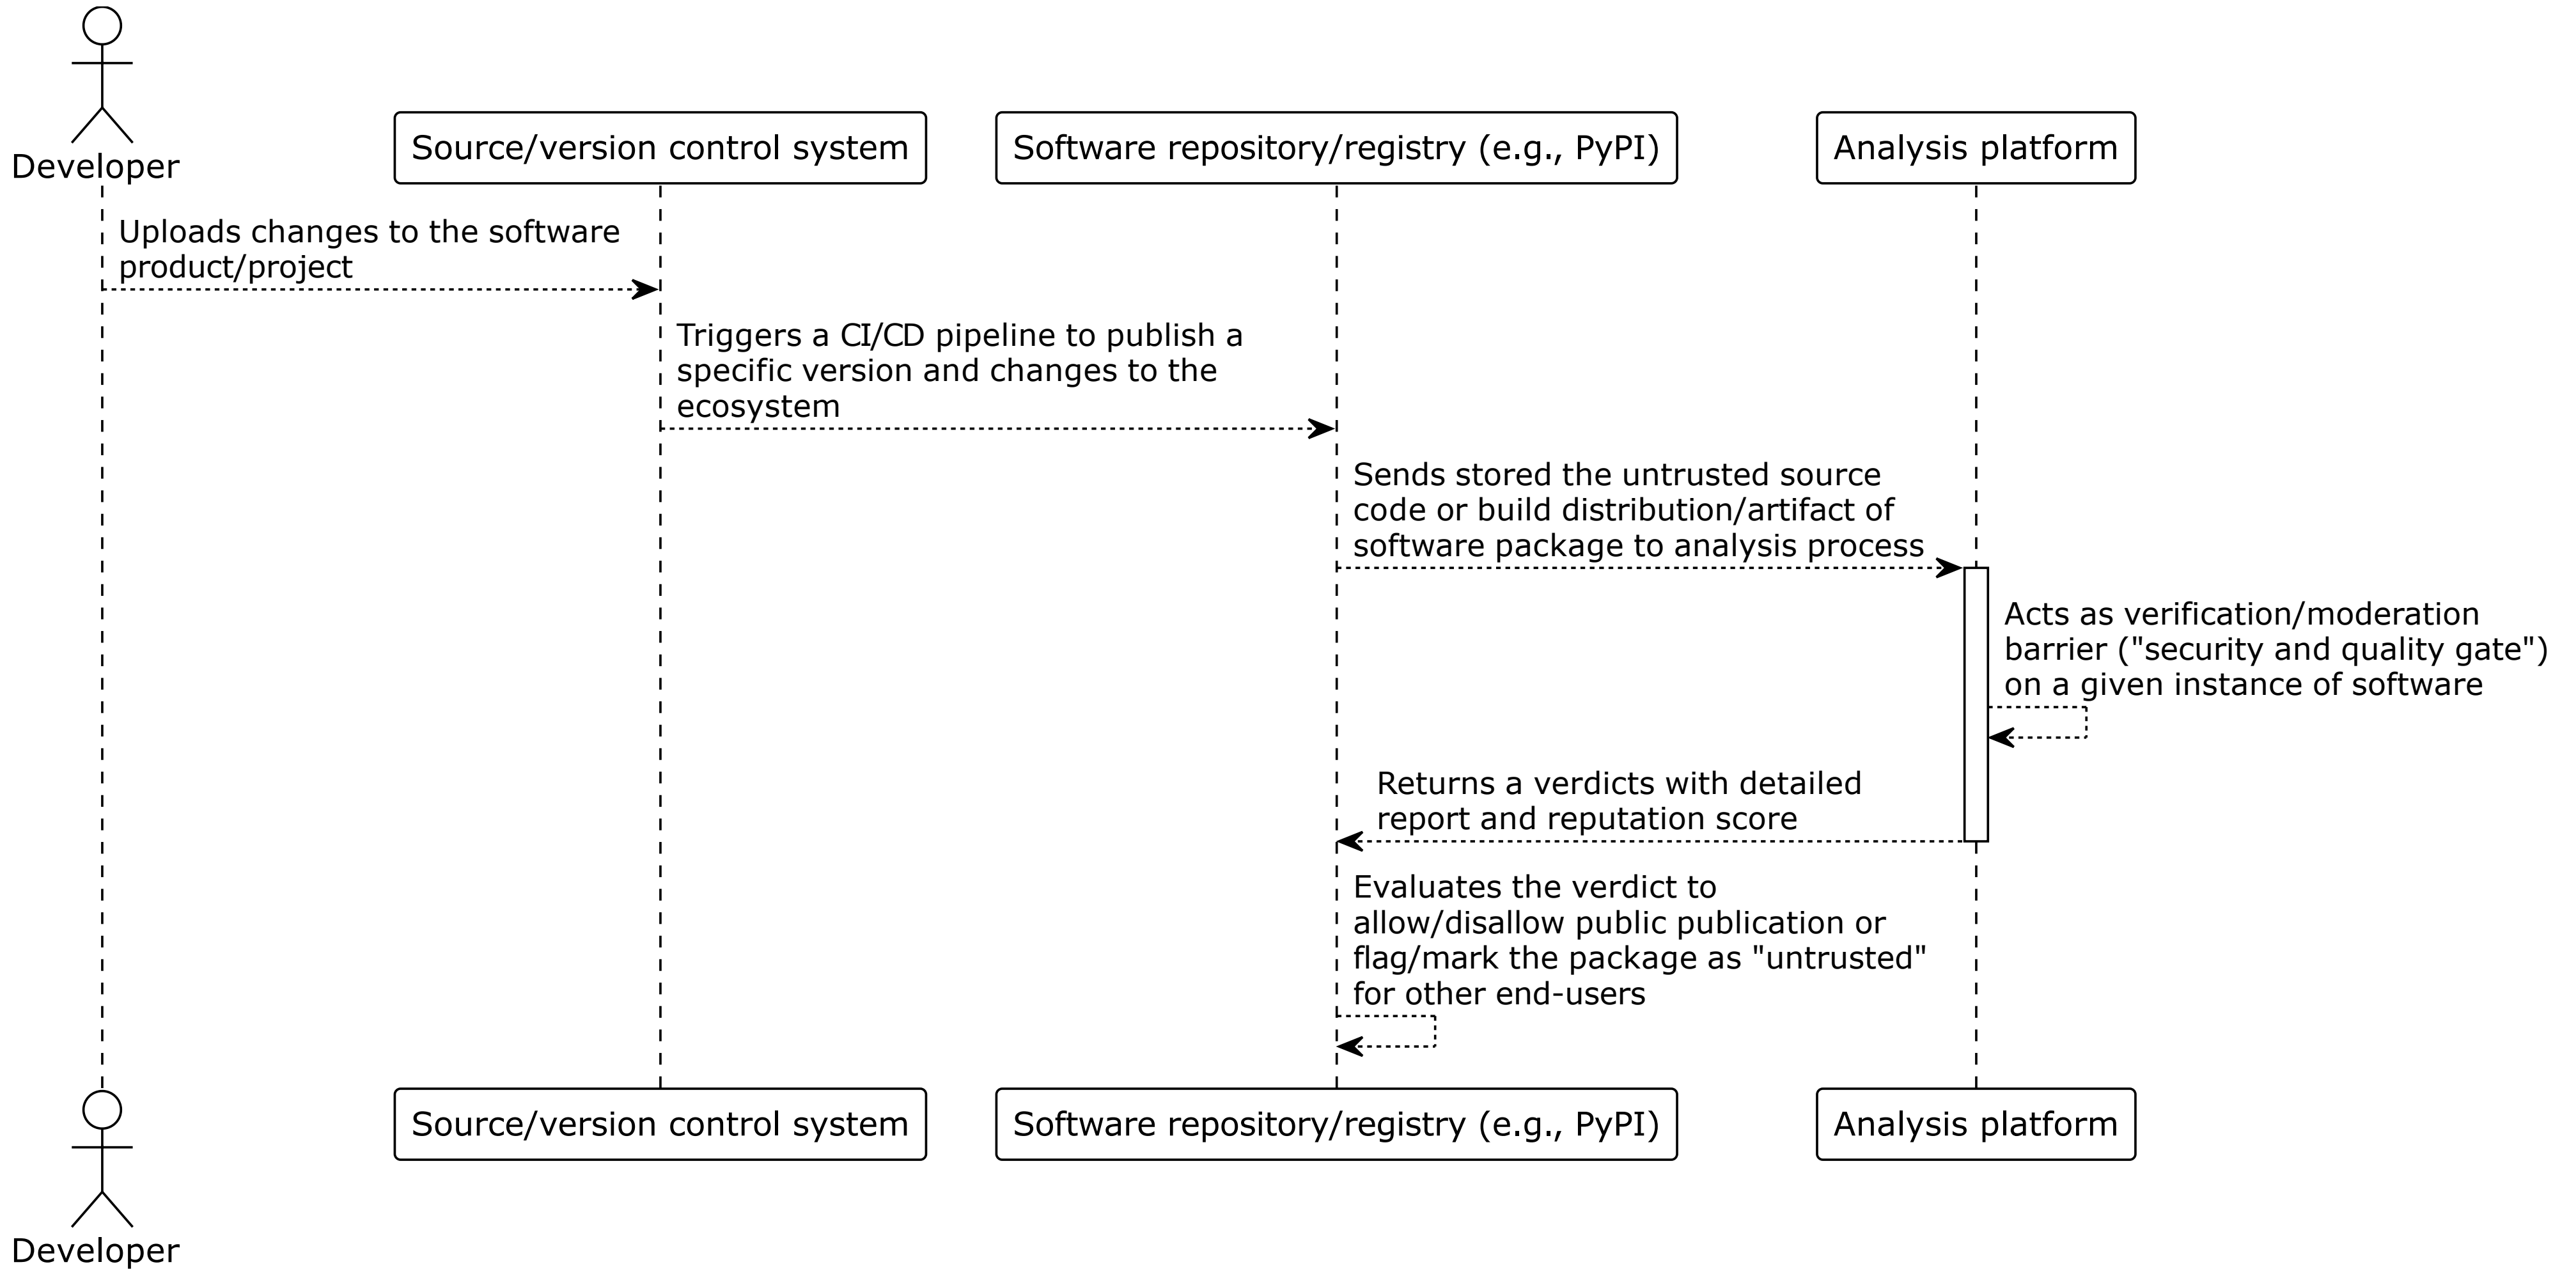 Developer
Source/version control system
Software repository/registry (e.g., PyPI)
Analysis platform
Uploads changes to the software
product/project
Triggers a CI/CD pipeline to publish a
specific version and changes to the
ecosystem
Sends stored the untrusted source
code or build distribution/artifact of
software package to analysis process
Acts as verification/moderation
barrier ("security and quality gate")
on a given instance of software
Returns a verdicts with detailed
report and reputation score
Evaluates the verdict to
allow/disallow public publication or
flag/mark the package as "untrusted"
for other end-users
Developer
Source/version control system
Software repository/registry (e.g., PyPI)
Analysis platform